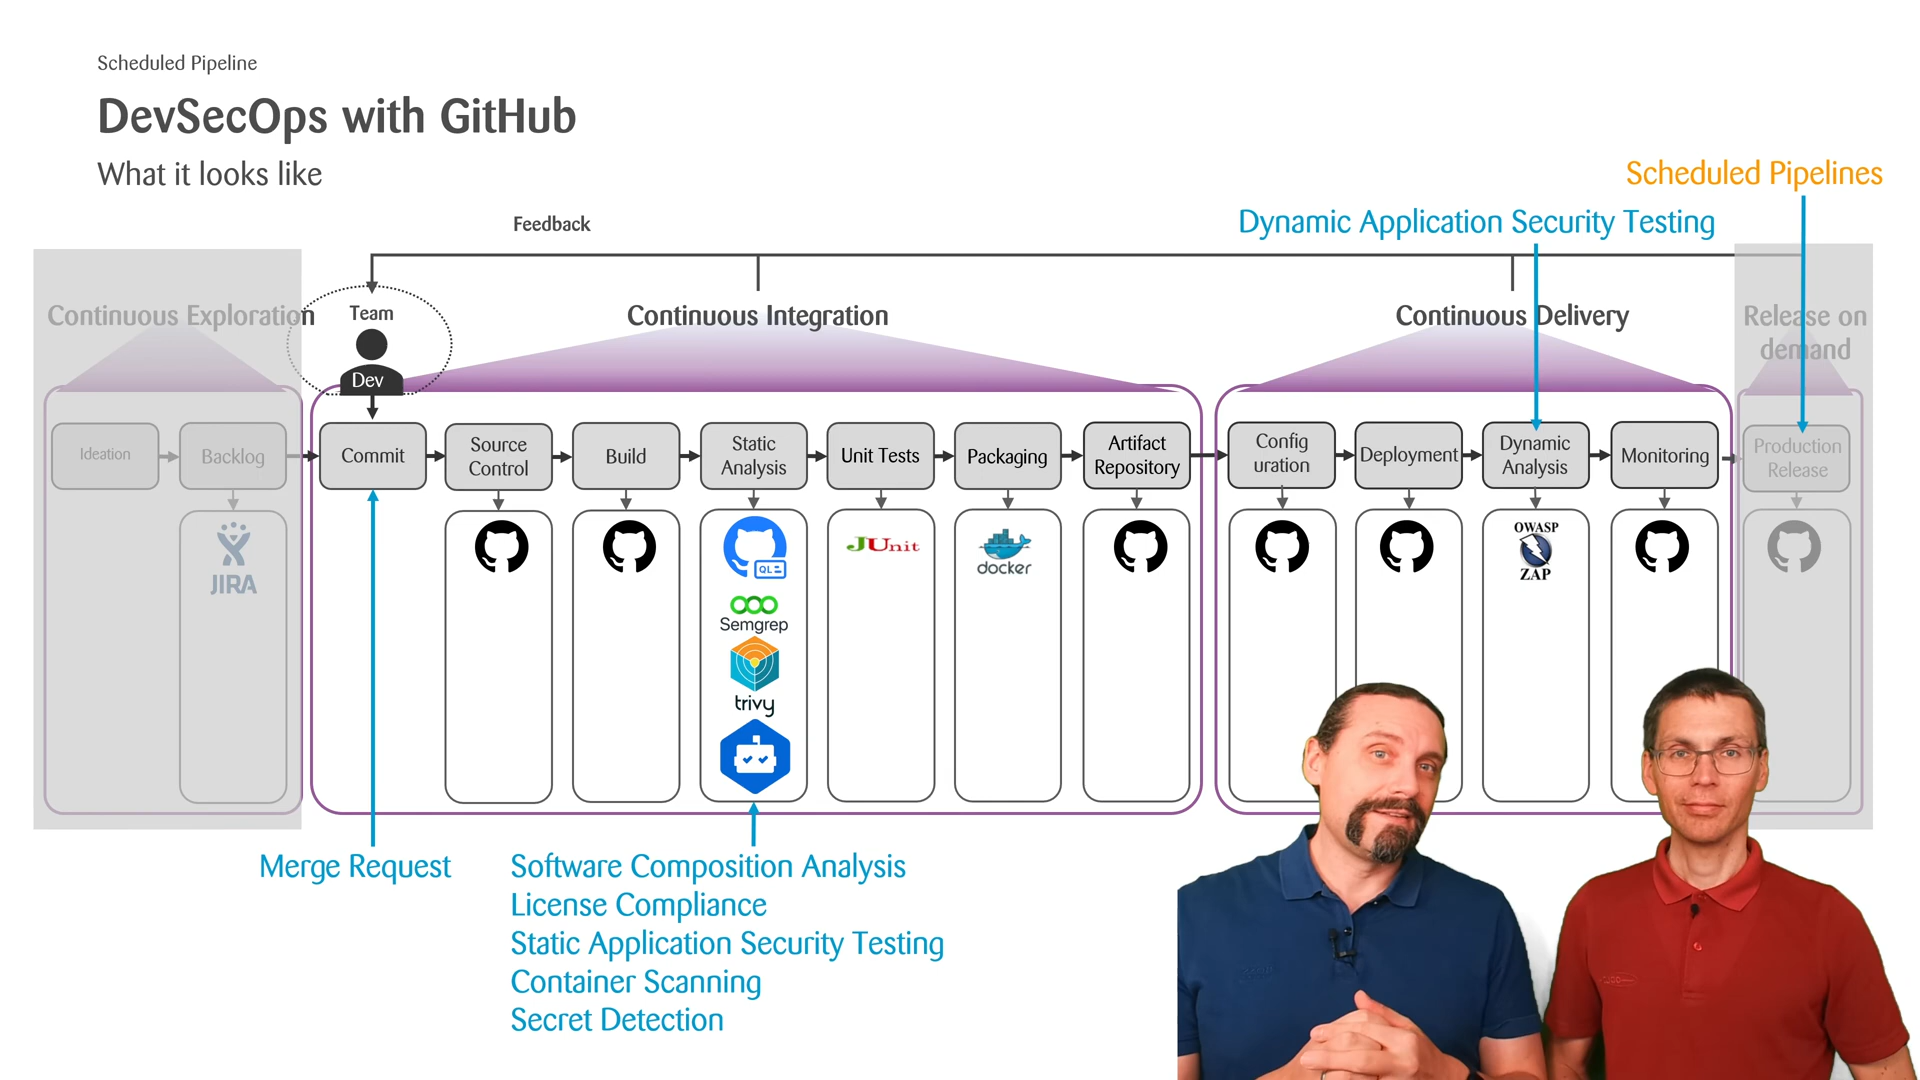 Scheduled Pipeline
DevSecOps with GitHub
What it looks like
Scheduled Pipelines
Dynamic Application Security Testing
Feedback
Continuous Exploration
Team
Dev
Continuous Integration
Continuous Delivery
Release on
demand
Ideation
Backlog
Commit
Source
Control
Build
Static
Analysis
Unit Tests
Packaging
Artifact
Repository
Config
uration
Deployment
Dynamic
Analysis
Monitoring
Production
Release
JIRA
QL
Semgrep
trivy
JUnit
docker
OWASP
ZAP
Merge Request
Software Composition Analysis
License Compliance
Static Application Security Testing
Container Scanning
Secret Detection